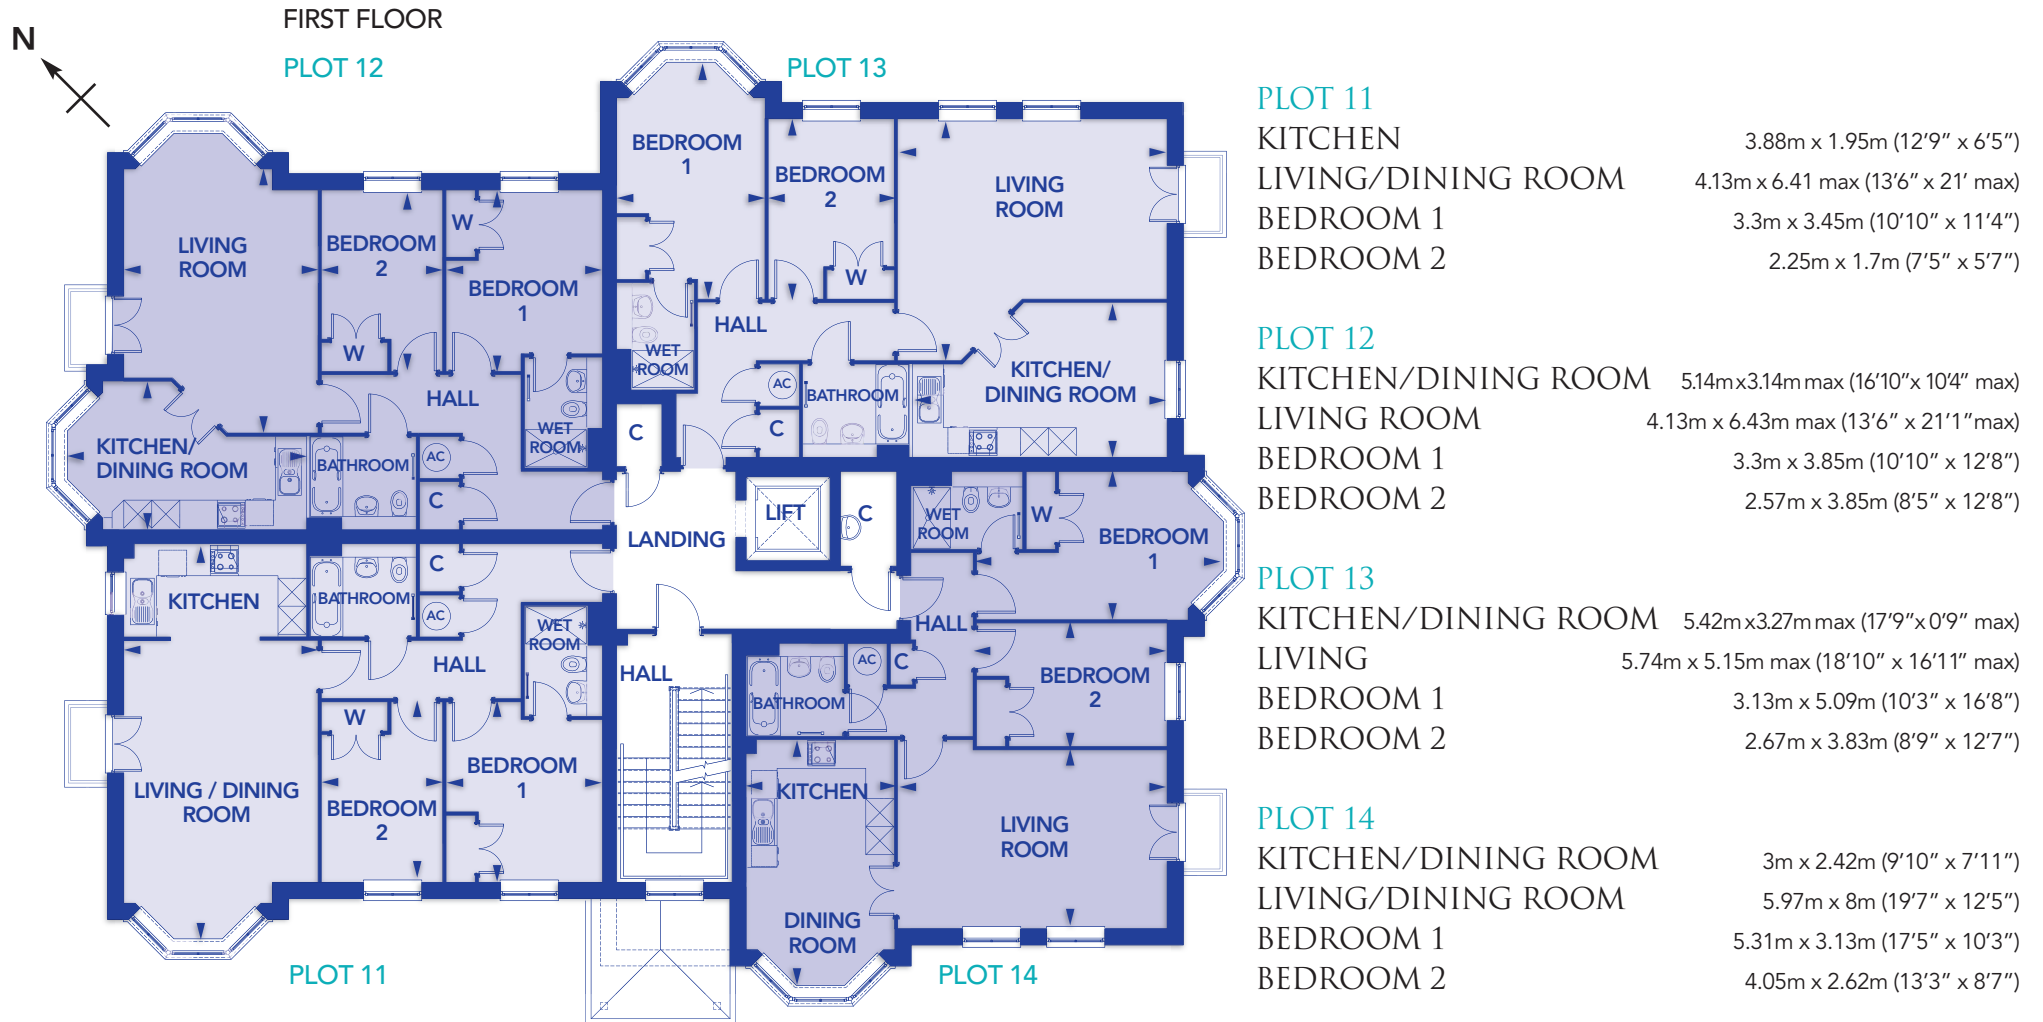 FIRST FLOOR
N
PLOT 12
PLOT 13
BEDROOM
1
BEDROOM
2
LIVING
ROOM
W
LIVING
ROOM
BEDROOM
2
W
BEDROOM
1
W
HALL
WET
ROOM
KITCHEN/
DINING ROOM
AC
BATHROOM
C
HALL
WET
ROOM
C
KITCHEN/
DINING ROOM
BATHROOM
AC
C
LANDING
LIFT
C
WET
ROOM
W
BEDROOM
1
KITCHEN
BATHROOM
C
AC
HALL
WET
ROOM
HALL
HALL
BATHROOM
AC
C
BEDROOM
2
W
LIVING / DINING
ROOM
BEDROOM
2
BEDROOM
1
KITCHEN
DINING
ROOM
LIVING
ROOM
PLOT 11
PLOT 14
PLOT 11
KITCHEN 3.88m x 1.95m (12'9" x 6'5")
LIVING/DINING ROOM 4.13m x 6.41 max (13'6" x 21' max)
BEDROOM 1 3.3m x 3.45m (10'10" x 11'4")
BEDROOM 2 2.25m x 1.7m (7'5" x 5'7")
PLOT 12
KITCHEN/DINING ROOM 5.14m x 3.14m max (16'10" x 10'4" max)
LIVING ROOM 4.13m x 6.43m max (13'6" x 21'1" max)
BEDROOM 1 3.3m x 3.85m (10'10" x 12'8")
BEDROOM 2 2.57m x 3.85m (8'5" x 12'8")
PLOT 13
KITCHEN/DINING ROOM 5.42m x 3.27m max (17'9" x 0'9" max)
LIVING 5.74m x 5.15m max (18'10" x 16'11" max)
BEDROOM 1 3.13m x 5.09m (10'3" x 16'8")
BEDROOM 2 2.67m x 3.83m (8'9" x 12'7")
PLOT 14
KITCHEN/DINING ROOM 3m x 2.42m (9'10" x 7'11")
LIVING/DINING ROOM 5.97m x 8m (19'7" x 12'5")
BEDROOM 1 5.31m x 3.13m (17'5" x 10'3")
BEDROOM 2 4.05m x 2.62m (13'3" x 8'7")